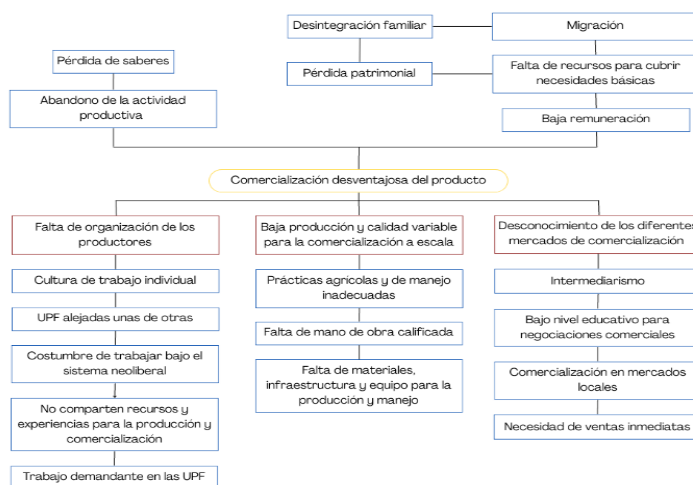 Desintegración familiar
Migración
Pérdida de saberes
Pérdida patrimonial
Falta de recursos para cubrir
necesidades básicas
Abandono de la actividad
productiva
Baja remuneración
Comercialización desventajosa del producto
Falta de organización de los
productores
Baja producción y calidad variable
para la comercialización a escala
Desconocimiento de los diferentes
mercados de comercialización
Cultura de trabajo individual
Prácticas agrícolas y de manejo
inadecuadas
Intermediarismo
UPF alejadas unas de otras
Falta de mano de obra calificada
Bajo nivel educativo para
negociaciones comerciales
Costumbre de trabajar bajo el
sistema neoliberal
Falta de materiales,
infraestructura y equipo para la
producción y manejo
Comercialización en mercados
locales
No comparten recursos y
experiencias para la producción y
comercialización
Necesidad de ventas inmediatas
Trabajo demandante en las UPF